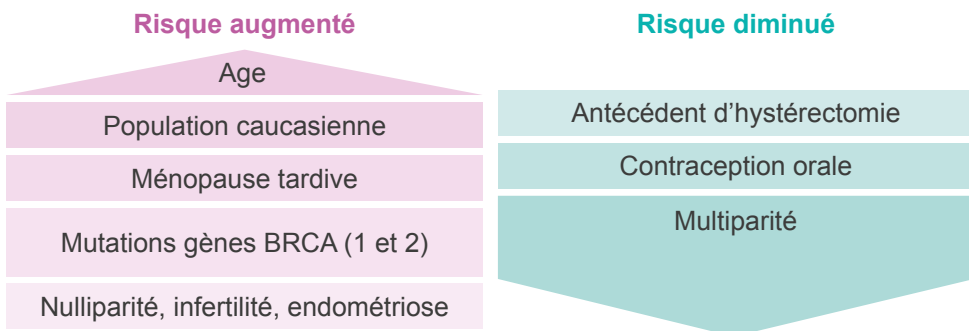 Risque augmenté
Age
Population caucasienne
Ménopause tardive
Mutations gènes BRCA (1 et 2)
Nulliparité, infertilité, endométriose
Risque diminué
Antécédent d’hystérectomie
Contraception orale
Multiparité